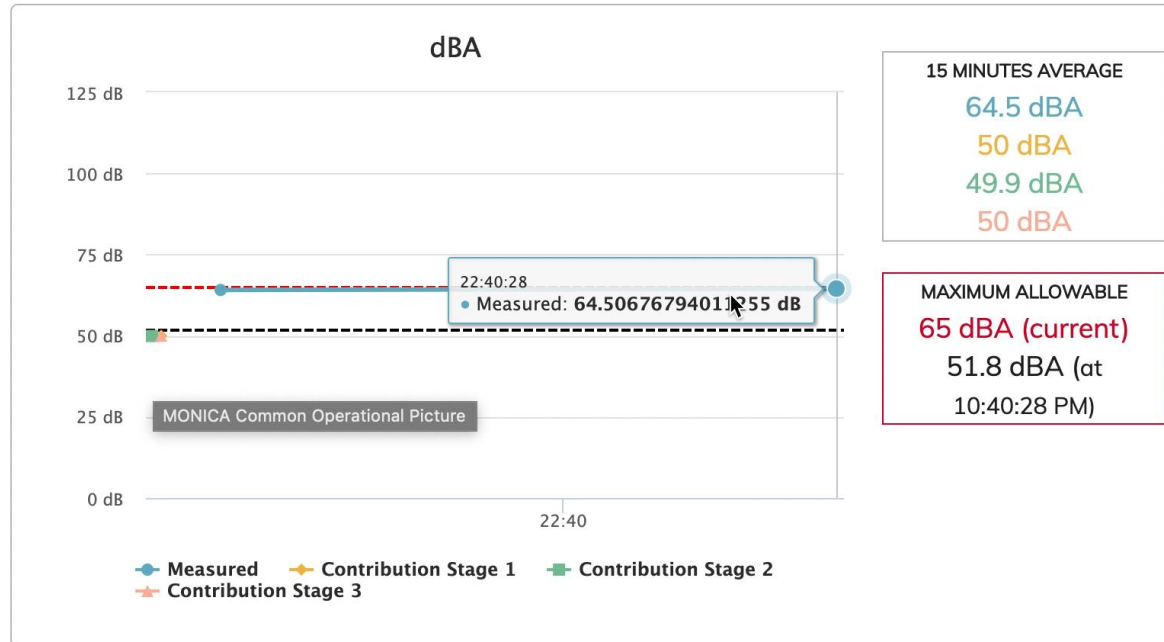 dBA
125 dB
100 dB
75 dB
50 dB
25 dB
0 dB
22:40:28
Measured: 64.50676794011255 dB
MONICA Common Operational Picture
22:40
Measured
Contribution Stage 1
Contribution Stage 2
Contribution Stage 3
15 MINUTES AVERAGE
64.5 dBA
50 dBA
49.9 dBA
50 dBA
MAXIMUM ALLOWABLE
65 dBA (current)
51.8 dBA (at
10:40:28 PM)